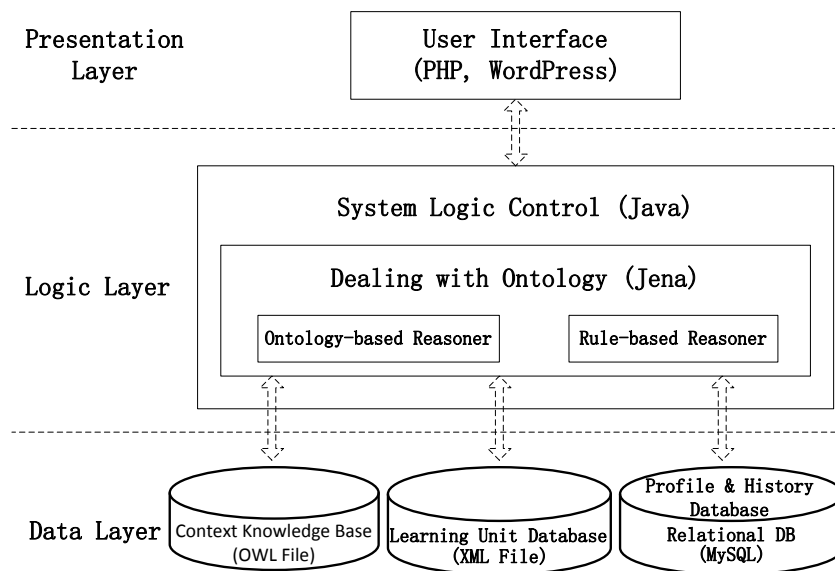 Presentation
Layer
User Interface
(PHP, WordPress)
System Logic Control (Java)
Dealing with Ontology (Jena)
Logic Layer
Ontology-based Reasoner
Rule-based Reasoner
Data Layer
Context Knowledge Base
(OWL File)
Learning Unit Database
(XML File)
Profile & History
Database
Relational DB
(MySQL)